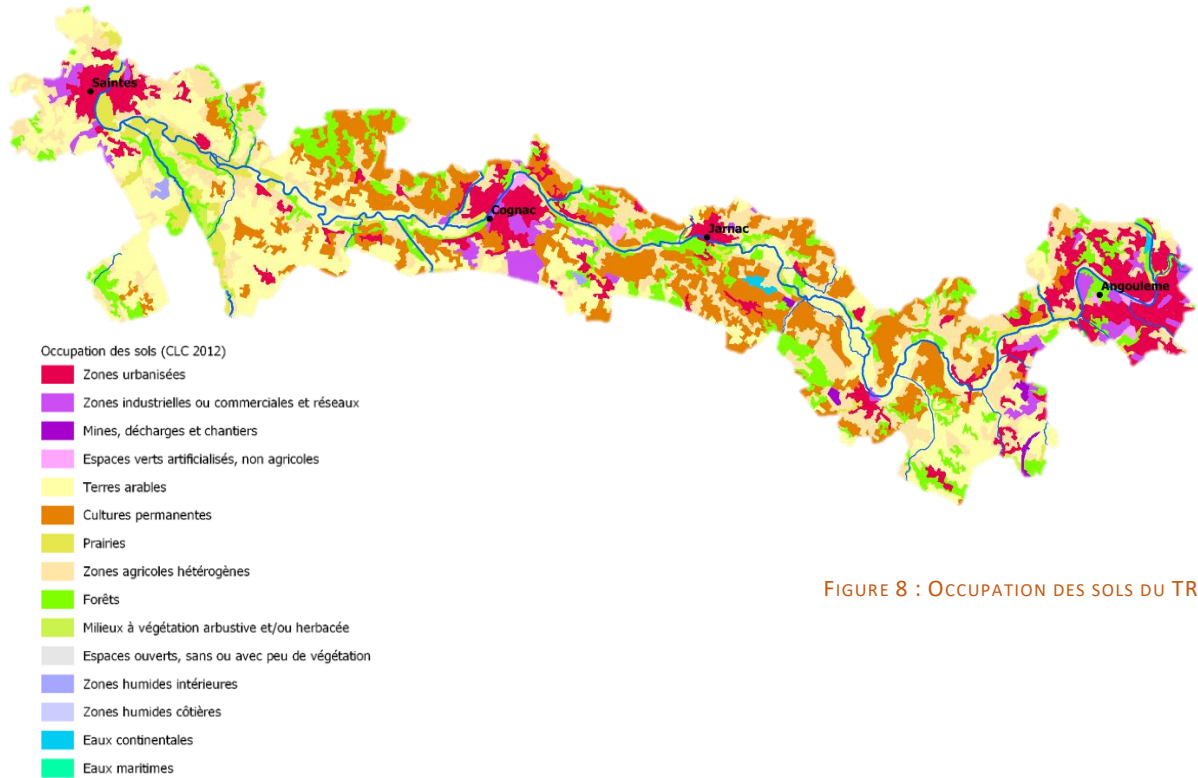 Saintes
Cognac
Jarnac
Angouleme
Occupation des sols (CLC 2012)
Zones urbanisées
Zones industrielles ou commerciales et réseaux
Mines, décharges et chantiers
Espaces verts artificialisés, non agricoles
Terres arables
Cultures permanentes
Prairies
Zones agricoles hétérogènes
Forêts
Milieux à végétation arbustive et/ou herbacée
Espaces ouverts, sans ou avec peu de végétation
Zones humides intérieures
Zones humides côtières
Eaux continentales
Eaux maritimes
FIGURE 8 : OCCUPATION DES SOLS DU TR